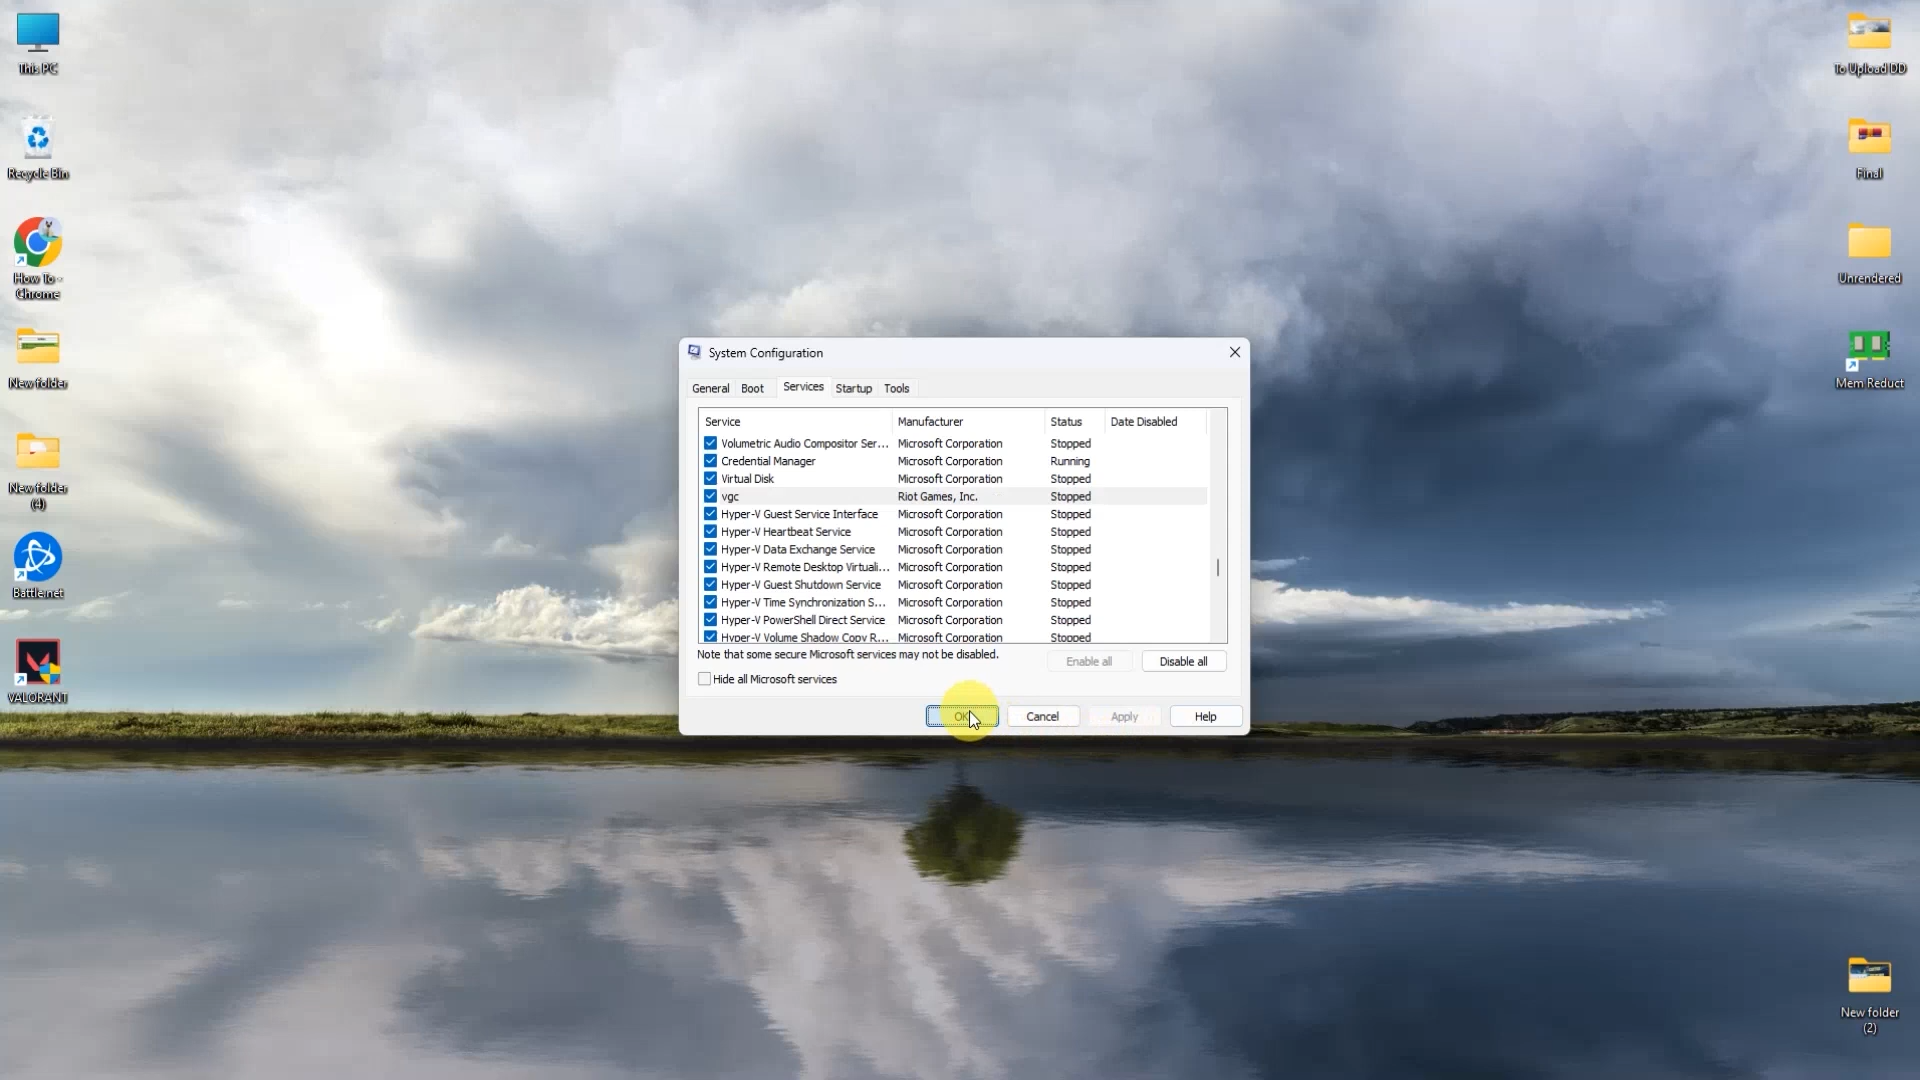 This PC
Recycle Bin
How To -
Chrome
New folder
New folder
(4)
Battle.net
VALORANT
To Upload DD
Final
Unrendered
Mem Reduct
New folder
(2)
System Configuration
General Boot Services Startup Tools
Service Manufacturer Status Date Disabled
Volumetric Audio Compositor Ser... Microsoft Corporation Stopped
Credential Manager Microsoft Corporation Running
Virtual Disk Microsoft Corporation Stopped
vgc Riot Games, Inc. Stopped
Hyper-V Guest Service Interface Microsoft Corporation Stopped
Hyper-V Heartbeat Service Microsoft Corporation Stopped
Hyper-V Data Exchange Service Microsoft Corporation Stopped
Hyper-V Remote Desktop Virtuali... Microsoft Corporation Stopped
Hyper-V Guest Shutdown Service Microsoft Corporation Stopped
Hyper-V Time Synchronization S... Microsoft Corporation Stopped
Hyper-V PowerShell Direct Service Microsoft Corporation Stopped
Hyper-V Volume Shadow Copy R... Microsoft Corporation Stopped
Note that some secure Microsoft services may not be disabled.
Enable all Disable all
Hide all Microsoft services
OK Cancel Apply Help